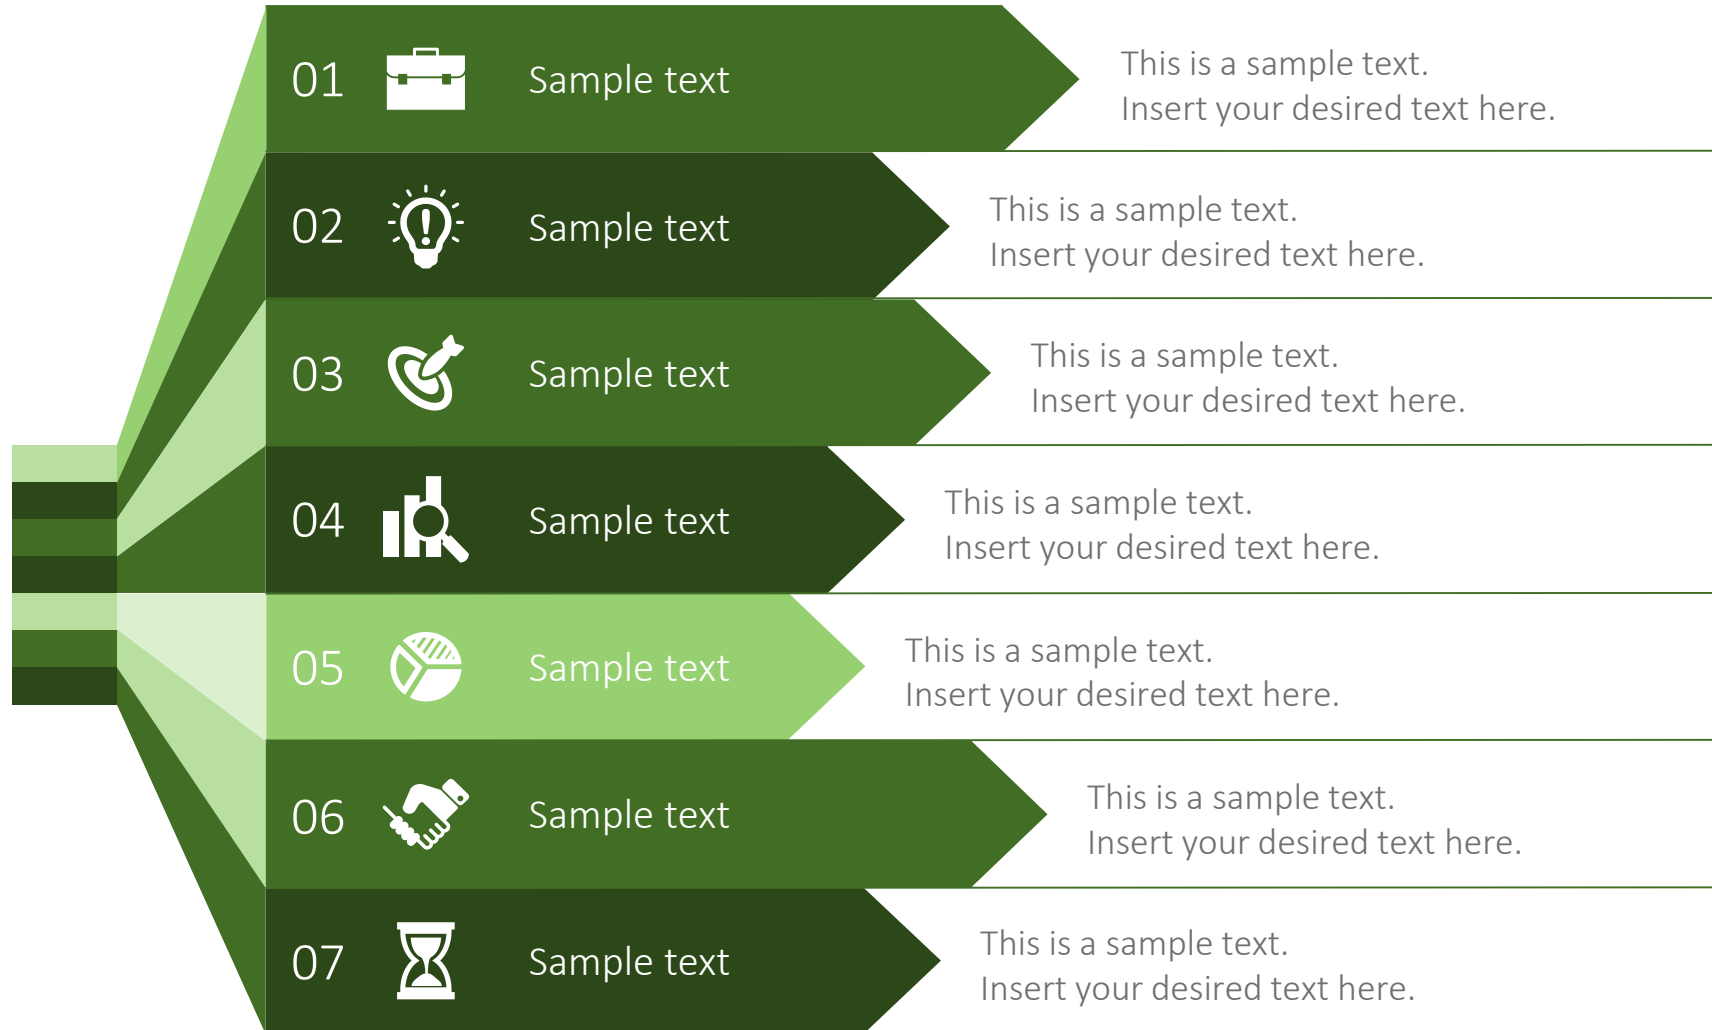 01
Sample text
This is a sample text.
Insert your desired text here.
02
Sample text
This is a sample text.
Insert your desired text here.
03
Sample text
This is a sample text.
Insert your desired text here.
04
Sample text
This is a sample text.
Insert your desired text here.
05
Sample text
This is a sample text.
Insert your desired text here.
06
Sample text
This is a sample text.
Insert your desired text here.
07
Sample text
This is a sample text.
Insert your desired text here.